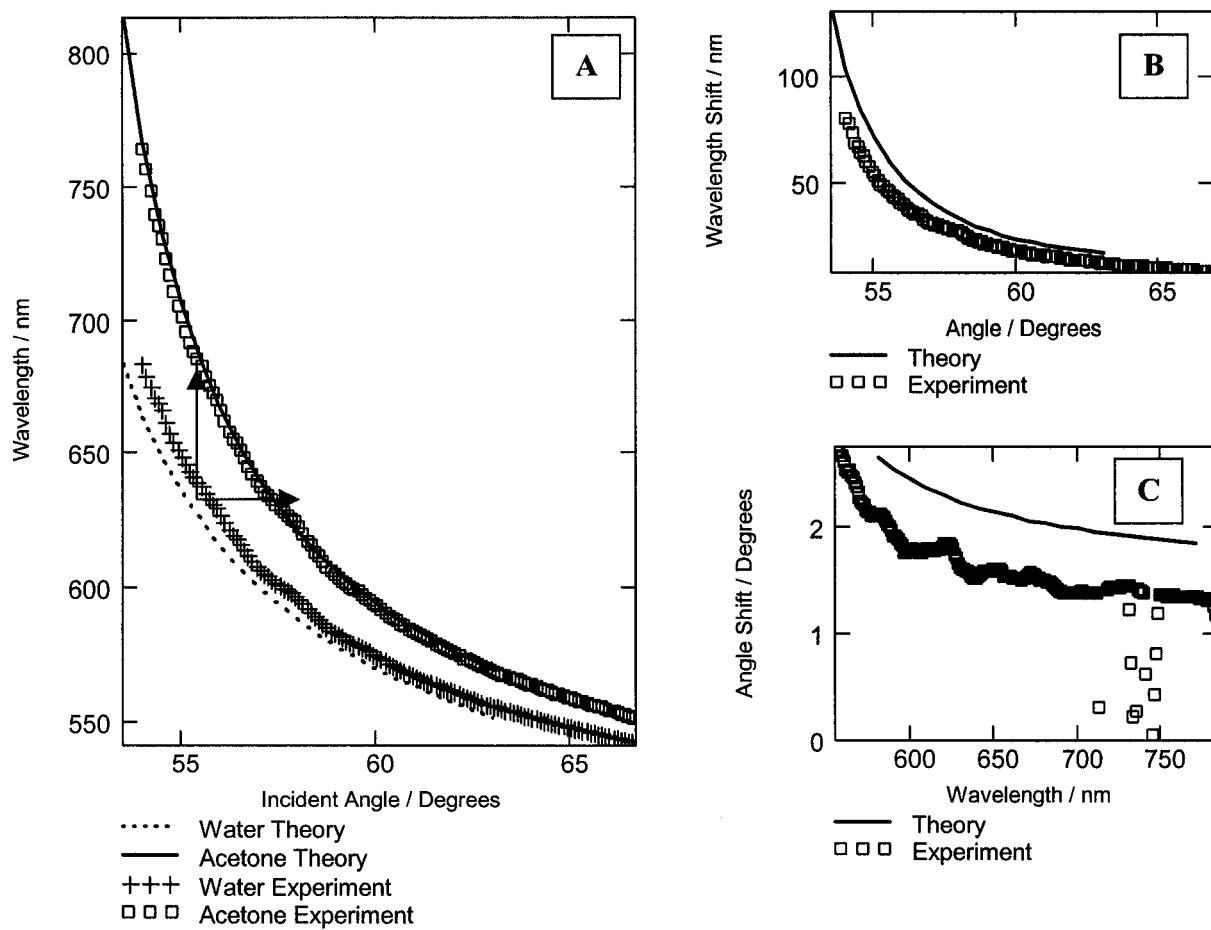 A
Wavelength / nm
800
750
700
650
600
550
55 60 65
Incident Angle / Degrees
Water Theory
Acetone Theory
Water Experiment
Acetone Experiment
B
Wavelength Shift / nm
100
50
55 60 65
Angle / Degrees
Theory
Experiment
C
Angle Shift / Degrees
2
1
0
600 650 700 750
Wavelength / nm
Theory
Experiment